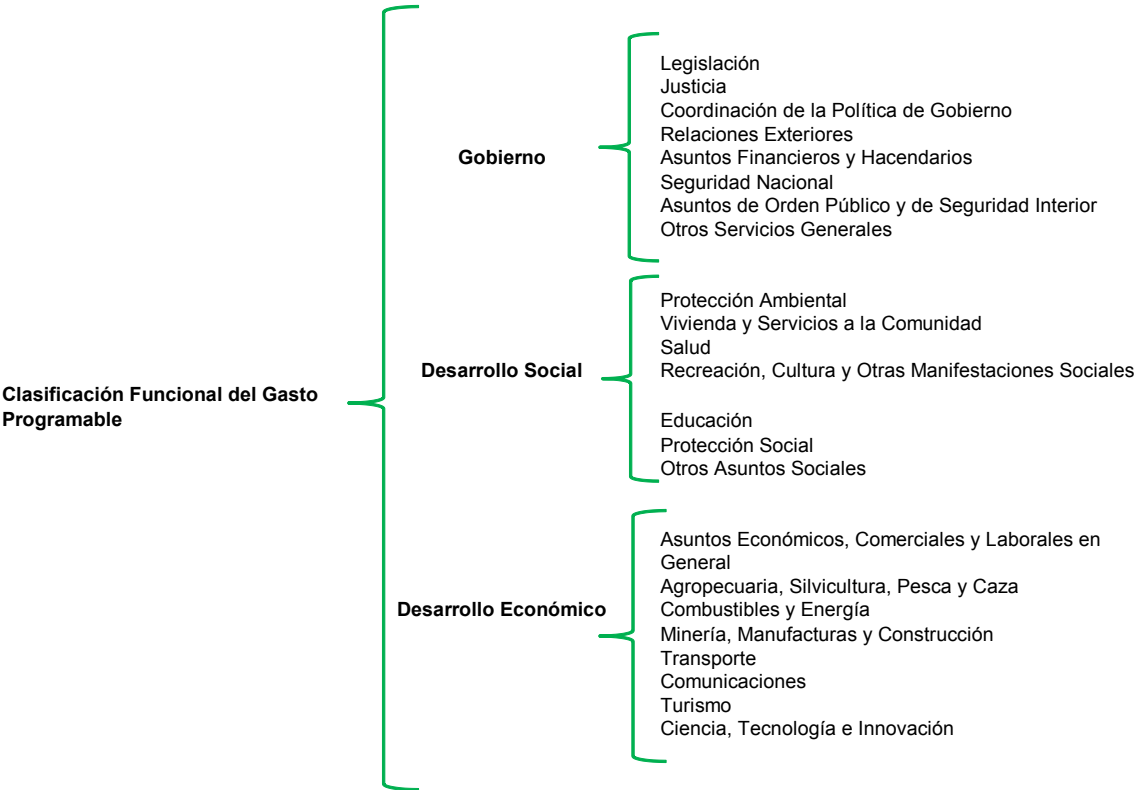 Clasificación Funcional del Gasto
Programable
Gobierno
Legislación
Justicia
Coordinación de la Política de Gobierno
Relaciones Exteriores
Asuntos Financieros y Hacendarios
Seguridad Nacional
Asuntos de Orden Público y de Seguridad Interior
Otros Servicios Generales
Desarrollo Social
Protección Ambiental
Vivienda y Servicios a la Comunidad
Salud
Recreación, Cultura y Otras Manifestaciones Sociales
Educación
Protección Social
Otros Asuntos Sociales
Desarrollo Económico
Asuntos Económicos, Comerciales y Laborales en
General
Agropecuaria, Silvicultura, Pesca y Caza
Combustibles y Energía
Minería, Manufacturas y Construcción
Transporte
Comunicaciones
Turismo
Ciencia, Tecnología e Innovación